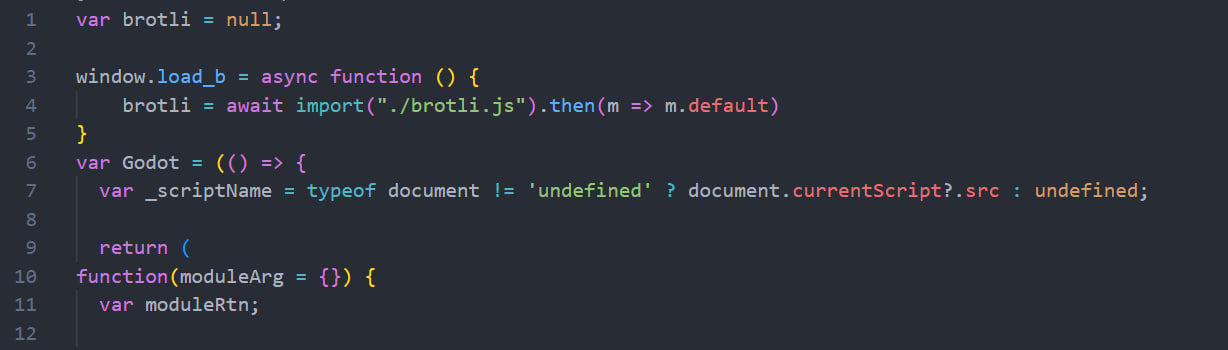 1 var brotli = null;
2
3 window.load_b = async function () {
4     brotli = await import("./brotli.js").then(m => m.default)
5 }
6 var Godot = (() => {
7   var _scriptName = typeof document != 'undefined' ? document.currentScript?.src : undefined;
8
9   return (
10 function(moduleArg = {}) {
11   var moduleRtn;
12